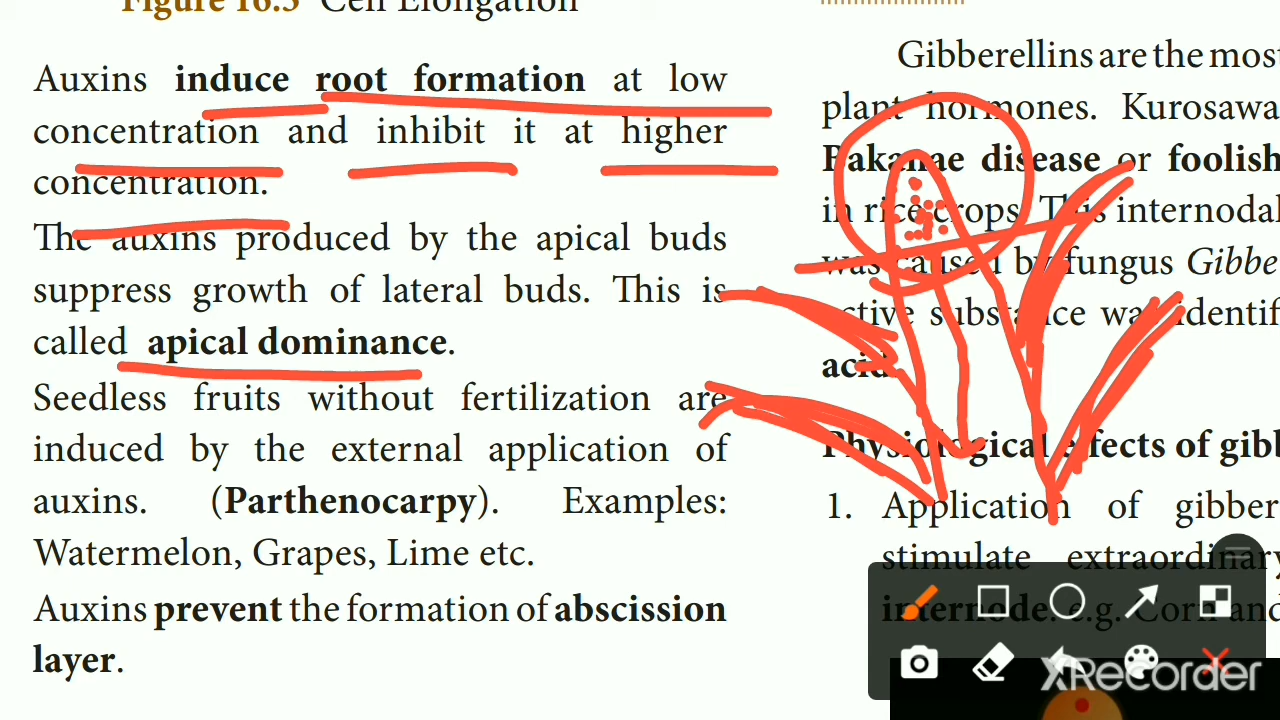 Figure 16.3 Cell Elongation
Auxins induce root formation at low
concentration and inhibit it at higher
concentration.
The auxins produced by the apical buds
suppress growth of lateral buds. This is
called apical dominance.
Seedless fruits without fertilization are
induced by the external application of
auxins. (Parthenocarpy). Examples:
Watermelon, Grapes, Lime etc.
Auxins prevent the formation of abscission
layer.
Gibberellins are the most
plant hormones. Kurosawa
Bakanae disease or foolish
in rice crops. This internodal
was caused by fungus Gibbe
active substance was identif
acid.
Physiological effects of gibb
1. Application of gibber
stimulate extraordinary
internode. e.g. Corn and
XRecorder